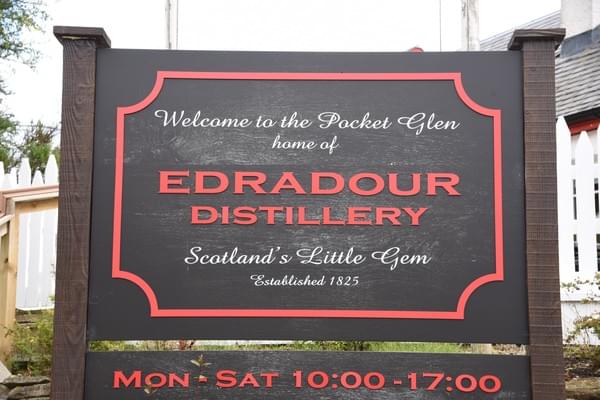 Welcome to the Pocket Glen
home of
EDRADOUR
DISTILLERY
Scotland's Little Gem
Established 1825
MON - SAT 10:00 - 17:00